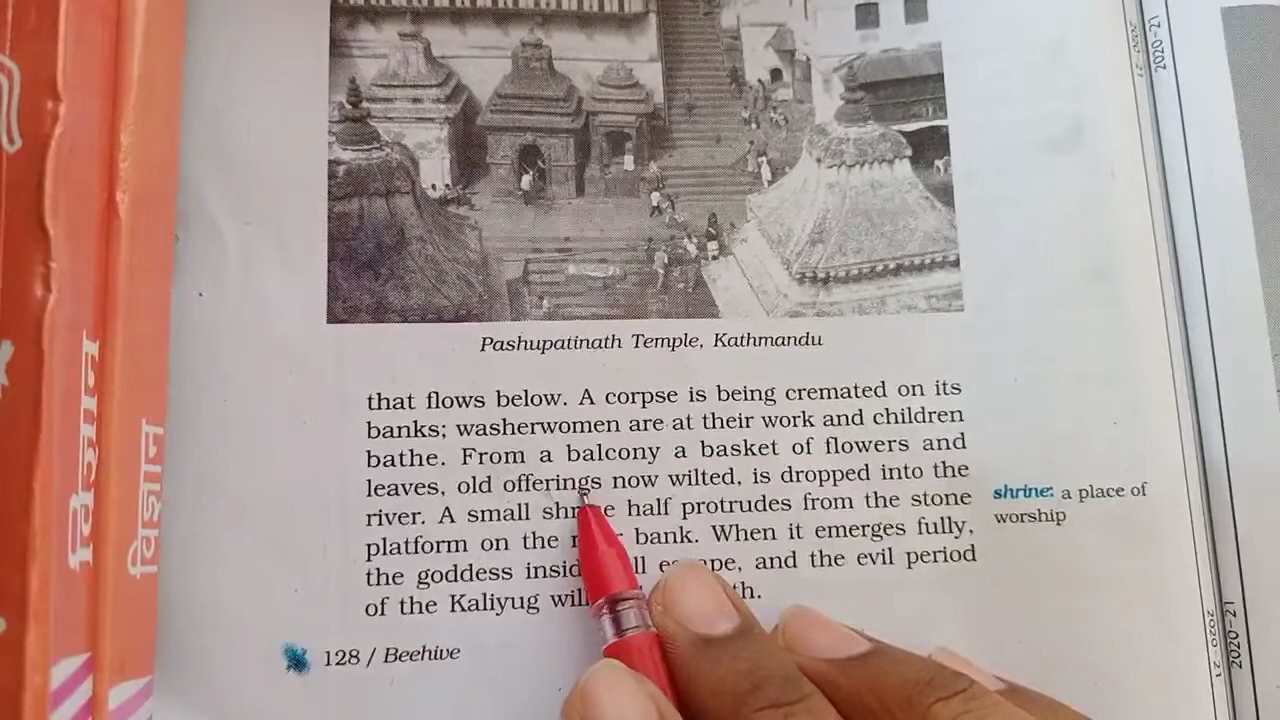 Pashupatinath Temple, Kathmandu
that flows below. A corpse is being cremated on its
banks; washerwomen are at their work and children
bathe. From a balcony a basket of flowers and
leaves, old offerings now wilted, is dropped into the
river. A small half protrudes from the stone
platform on the bank. When it emerges fully,
the goddess and the evil period
of the Kaliyug
shrine: a place of
worship
128 / Beehive
विज्ञान
विज्ञान
2020-21
2020-21
2020-21
2020-21